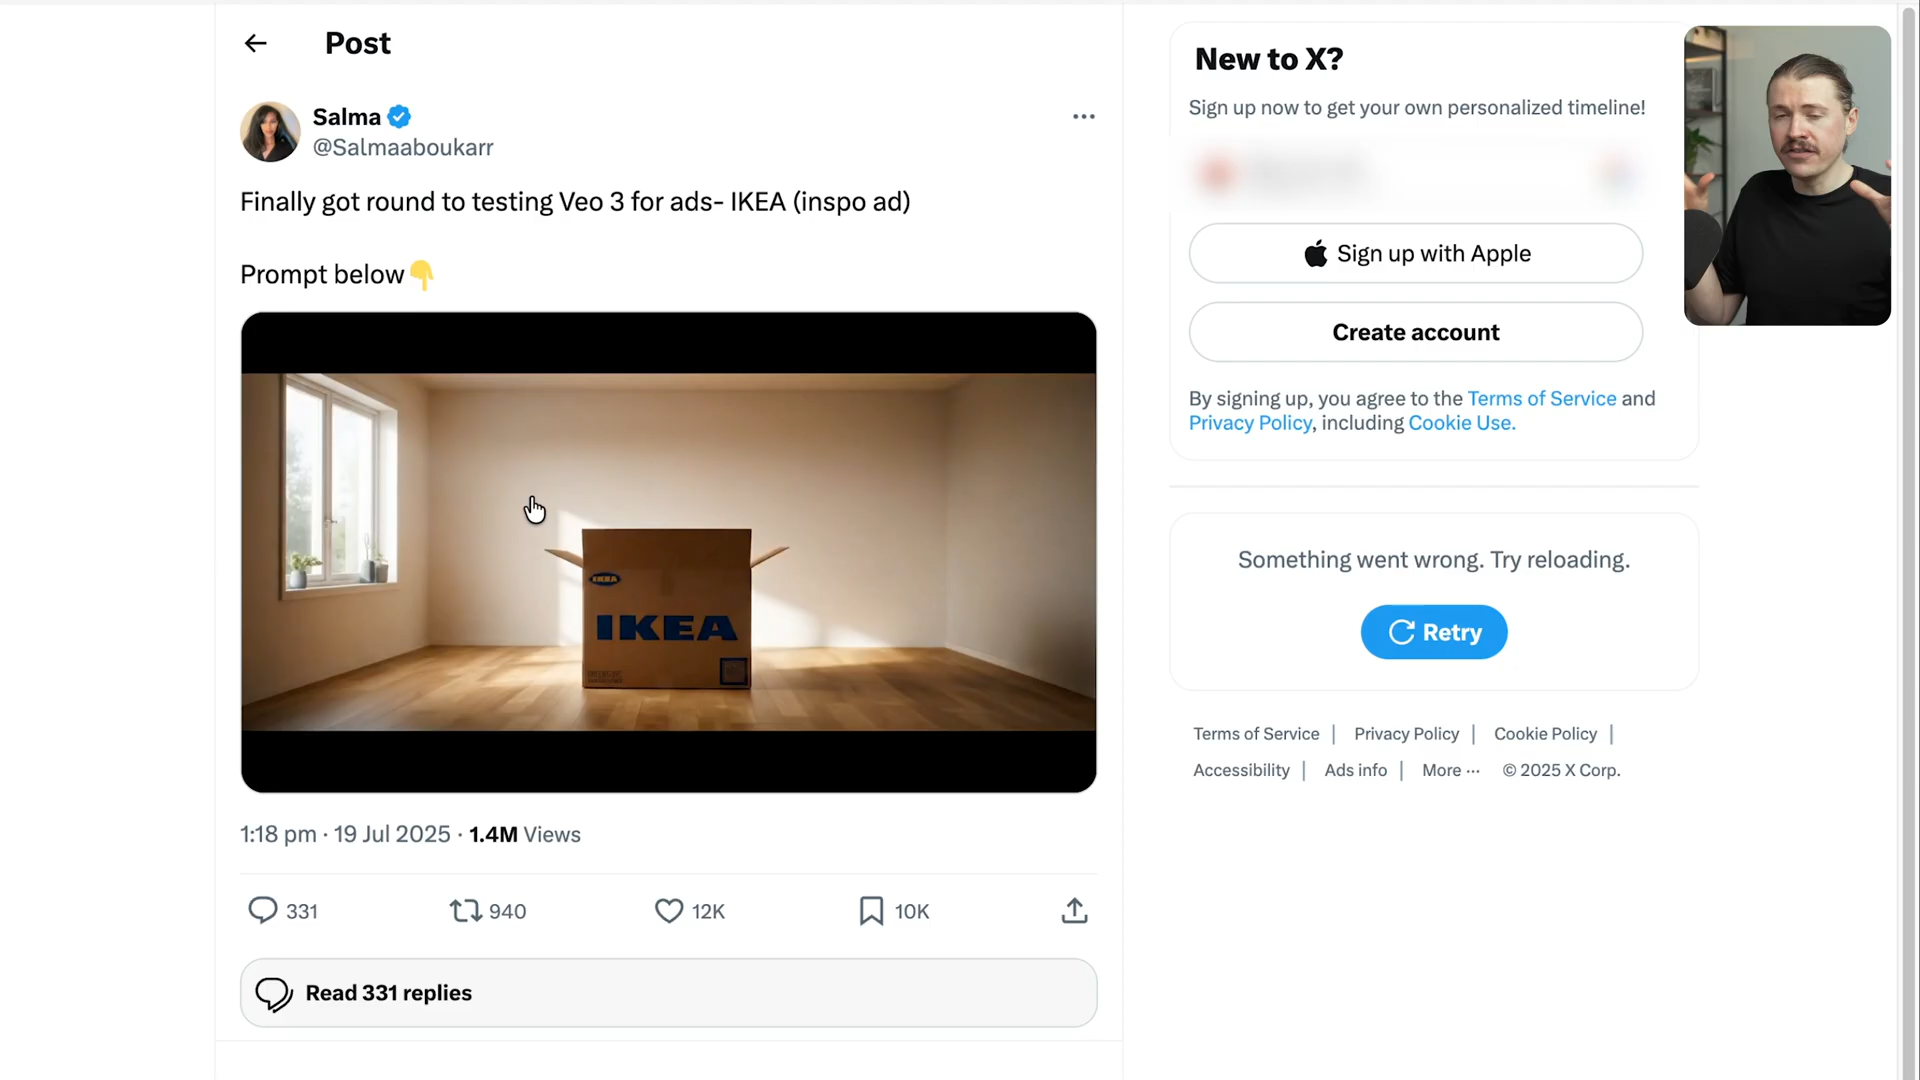 Post
Salma
@Salmaaboukarr
Finally got round to testing Veo 3 for ads- IKEA (inspo ad)
Prompt below👇
IKEA
IKEA
1:18 pm · 19 Jul 2025 · 1.4M Views
331
940
12K
10K
Read 331 replies
New to X?
Sign up now to get your own personalized timeline!
Sign up with Apple
Create account
By signing up, you agree to the Terms of Service and
Privacy Policy, including Cookie Use.
Something went wrong. Try reloading.
Retry
Terms of Service | Privacy Policy | Cookie Policy |
Accessibility | Ads info | More ··· © 2025 X Corp.